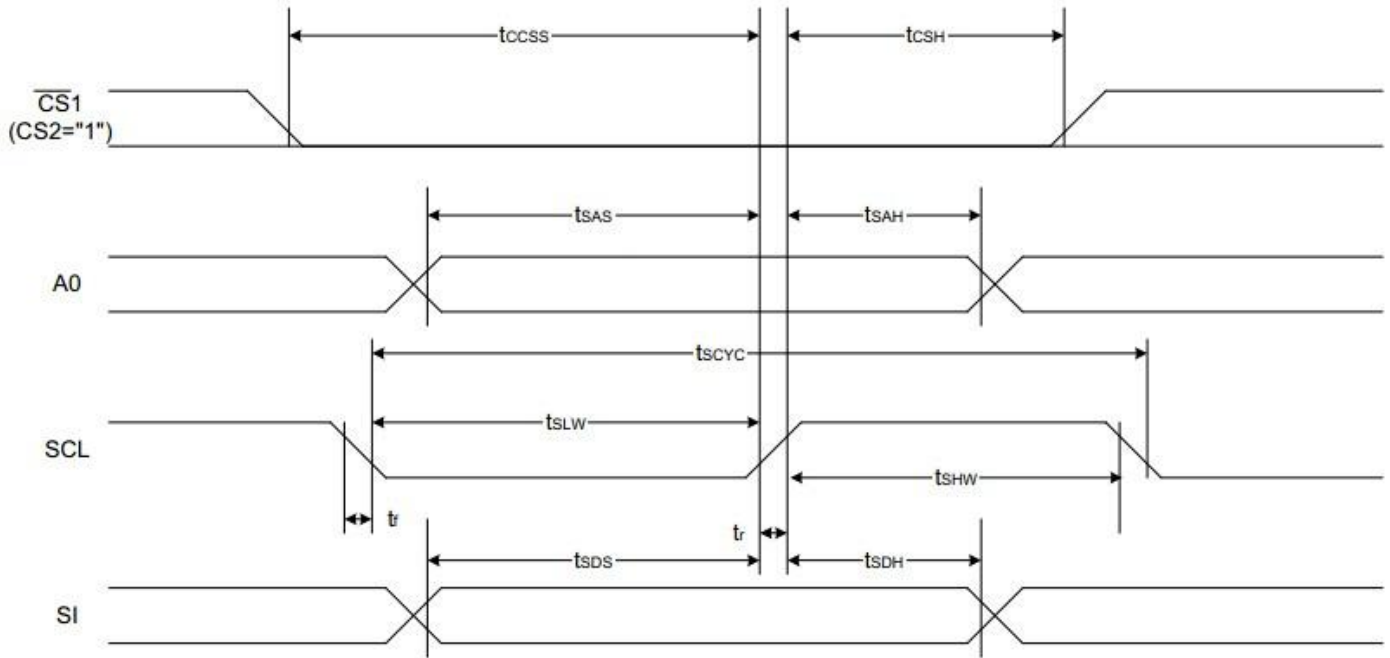 tCCSS
tCSH
CS1
(CS2="1")
tSAS
tSAH
A0
tSCYC
tSLW
SCL
tSHW
tf
tr
tSDS
tSDH
SI